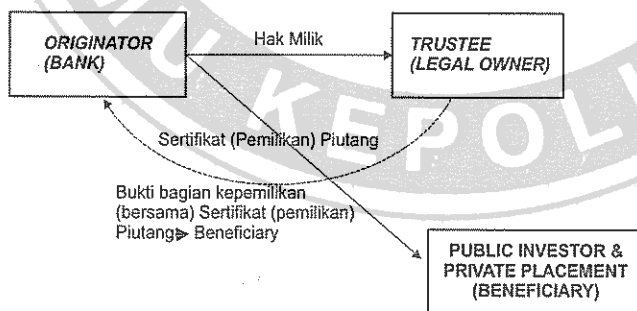 ORIGINATOR
(BANK)
Hak Milik
TRUSTEE
(LEGAL OWNER)
U KEPOLI
Sertifikat (Pemilikan) Piutang
Bukti bagian kepemilikan
(bersama) Sertifikat (pemilikan)
Piutang➤ Beneficiary
PUBLIC INVESTOR &
PRIVATE PLACEMENT
(BENEFICIARY)